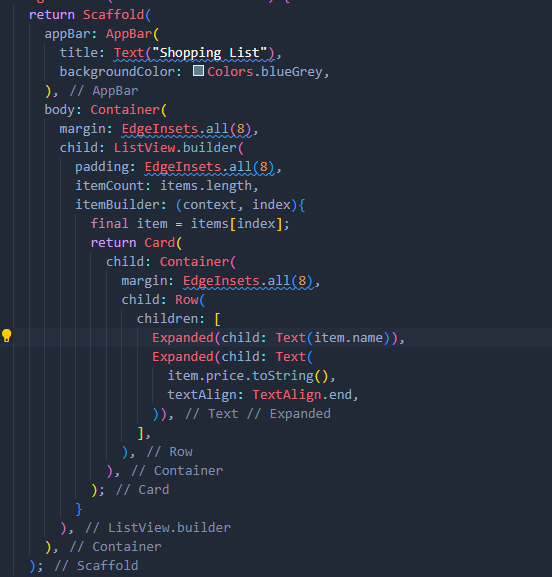 return Scaffold(
appBar: AppBar(
title: Text("Shopping List"),
backgroundColor: Colors.blueGrey,
), // AppBar
body: Container(
margin: EdgeInsets.all(8),
child: ListView.builder(
padding: EdgeInsets.all(8),
itemCount: items.length,
itemBuilder: (context, index){
final item = items[index];
return Card(
child: Container(
margin: EdgeInsets.all(8),
child: Row(
children: [
Expanded(child: Text(item.name)),
Expanded(child: Text(
item.price.toString(),
textAlign: TextAlign.end,
)), // Text // Expanded
],
), // Row
), // Container
); // Card
}
), // ListView.builder
), // Container
); // Scaffold